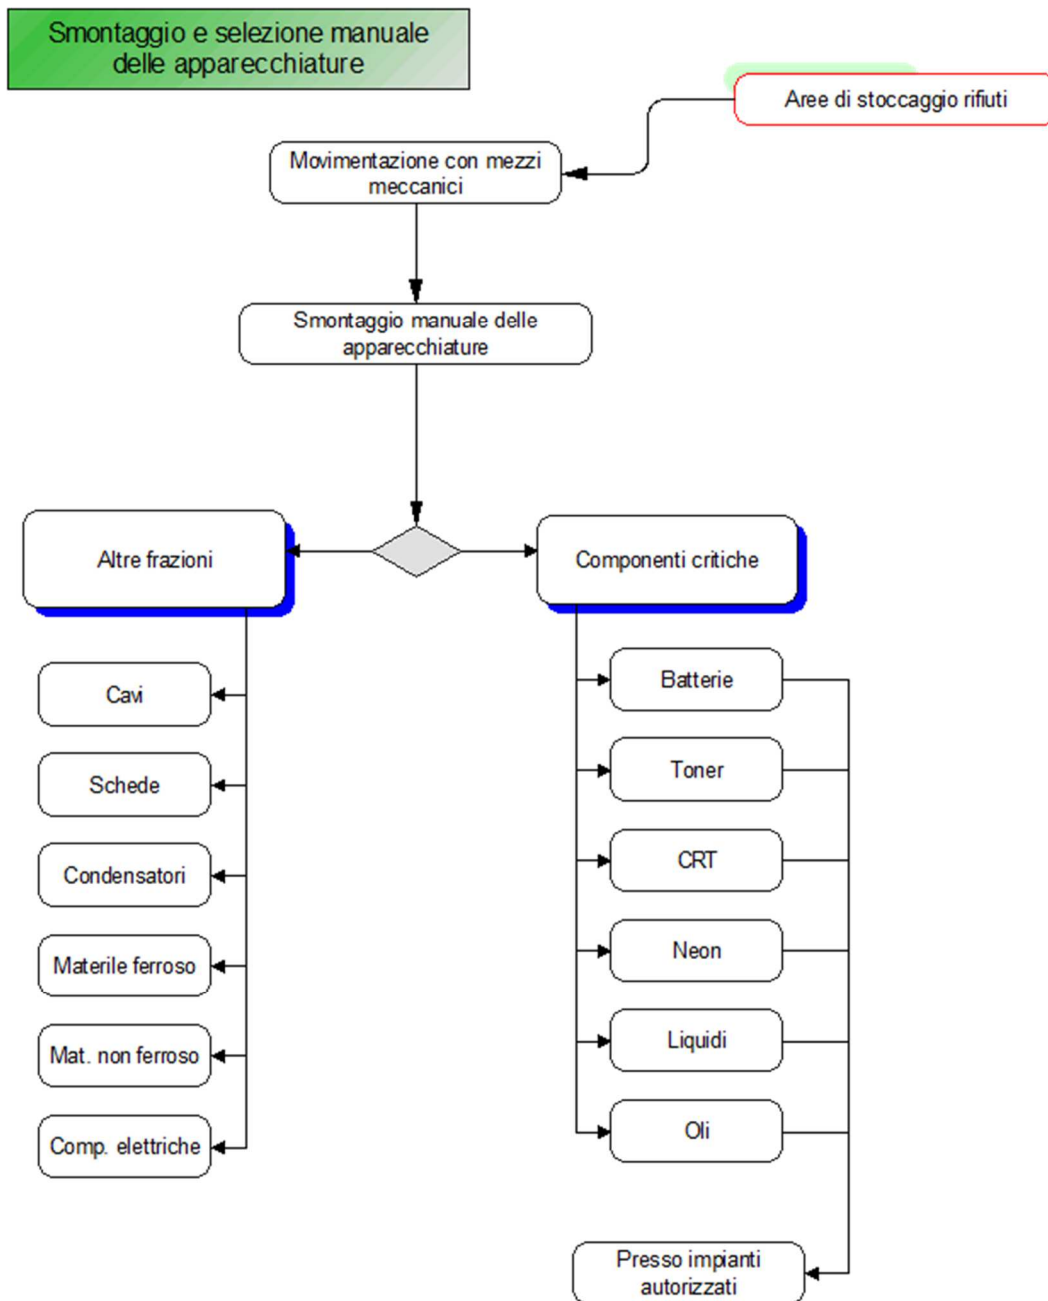 Smontaggio e selezione manuale
delle apparecchiature
Aree di stoccaggio rifiuti
Movimentazione con mezzi
meccanici
Smontaggio manuale delle
apparecchiature
Altre frazioni
Componenti critiche
Cavi
Schede
Condensatori
Materile ferroso
Mat. non ferroso
Comp. elettriche
Batterie
Toner
CRT
Neon
Liquidi
Oli
Presso impianti
autorizzati